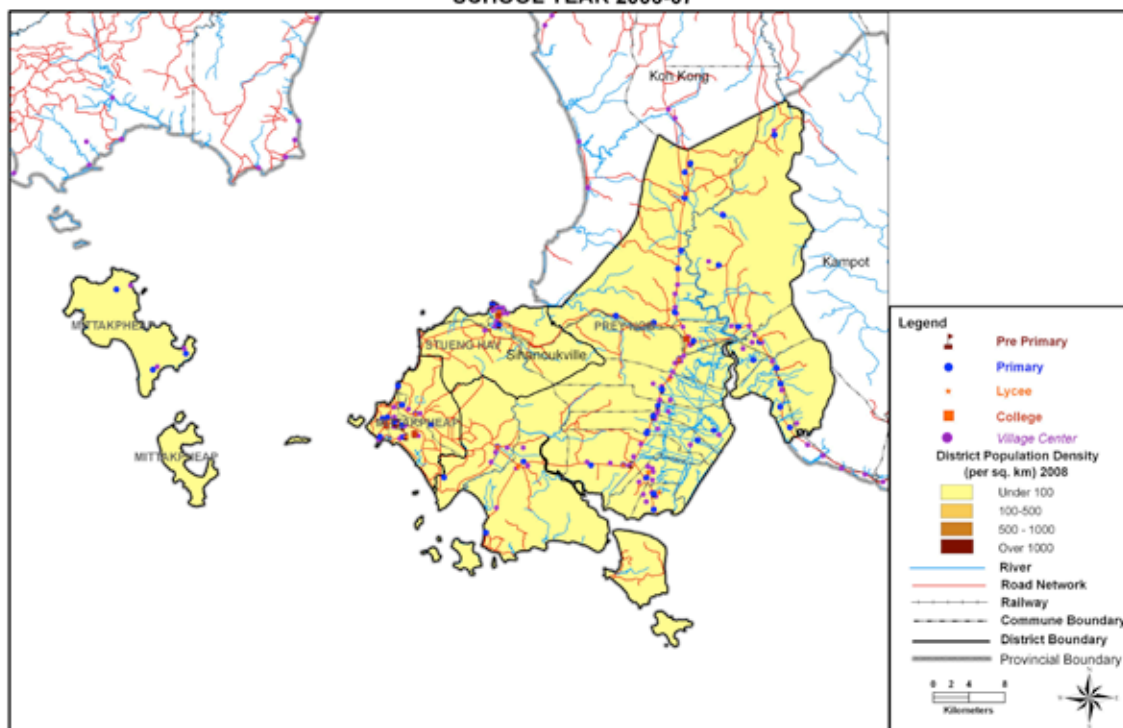 Koh Kong
Kampot
MITTAKPHEAP
PREY NOB
STUENG HAV
Sihanoukville
MITTAKPHEAP
MITTAKPHEAP
Legend
Pre Primary
Primary
Lycee
College
Village Center
District Population Density
(per sq. km) 2008
Under 100
100-500
500 - 1000
Over 1000
River
Road Network
Railway
Commune Boundary
District Boundary
Provincial Boundary
0 2 4 8
Kilometers